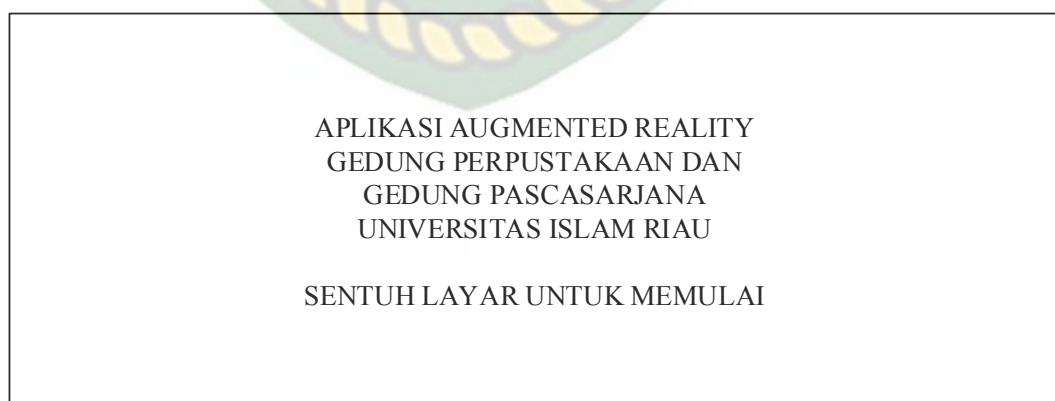 APLIKASI AUGMENTED REALITY
GEDUNG PERPUSTAKAAN DAN
GEDUNG PASCASARJANA
UNIVERSITAS ISLAM RIAU
SENTUH LAYAR UNTUK MEMULAI